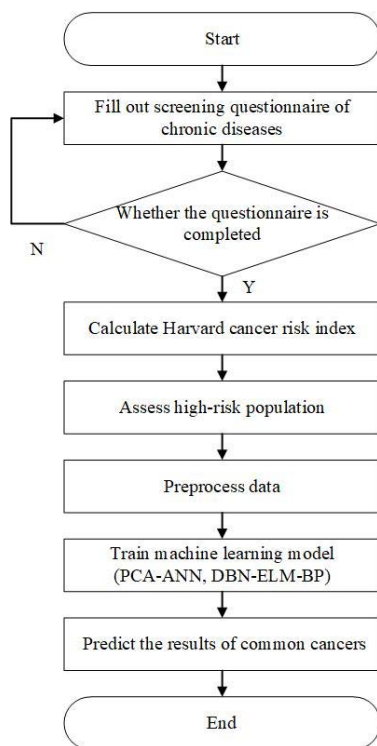 Start
Fill out screening questionnaire of
chronic diseases
Whether the questionnaire is
completed
N
Y
Calculate Harvard cancer risk index
Assess high-risk population
Preprocess data
Train machine learning model
(PCA-ANN, DBN-ELM-BP)
Predict the results of common cancers
End